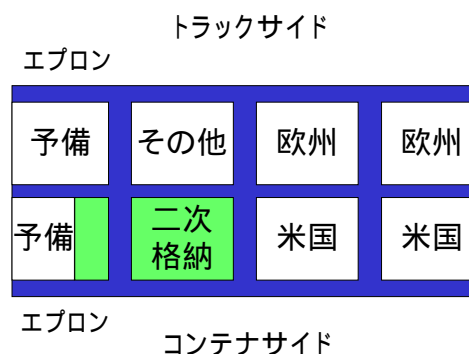 トラックサイド
エプロン
予備
その他
欧州
欧州
予備
二次
格納
米国
米国
エプロン
コンテナサイド